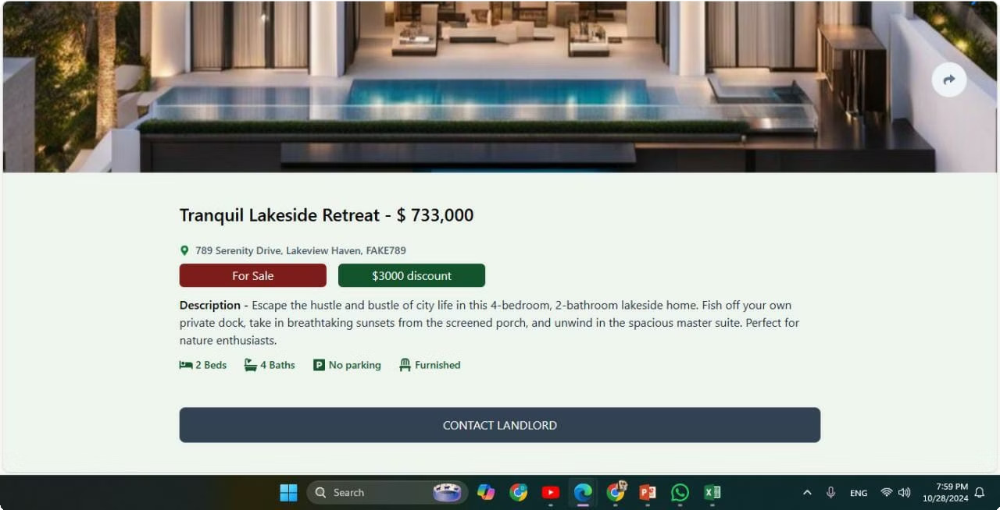 Tranquil Lakeside Retreat - $ 733,000
789 Serenity Drive, Lakeview Haven, FAKE789
For Sale
$3000 discount
Description - Escape the hustle and bustle of city life in this 4-bedroom, 2-bathroom lakeside home. Fish off your own
private dock, take in breathtaking sunsets from the screened porch, and unwind in the spacious master suite. Perfect for
nature enthusiasts.
2 Beds P 4 Baths No parking Furnished
CONTACT LANDLORD
Search
ENG
7:59 PM
10/28/2024